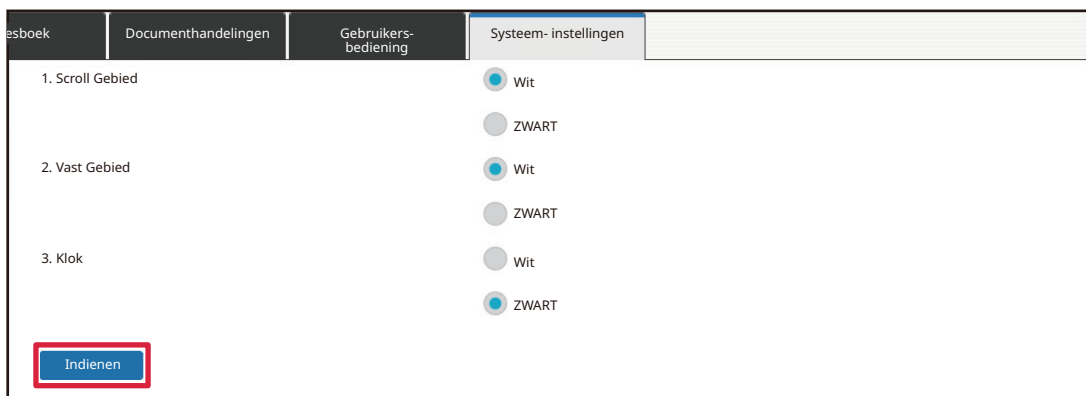 esboek
Documenthandelingen
Gebruikers-
bediening
Systeem- instellingen
1. Scroll Gebied
Wit
ZWART
2. Vast Gebied
Wit
ZWART
3. Klok
Wit
ZWART
Indienen